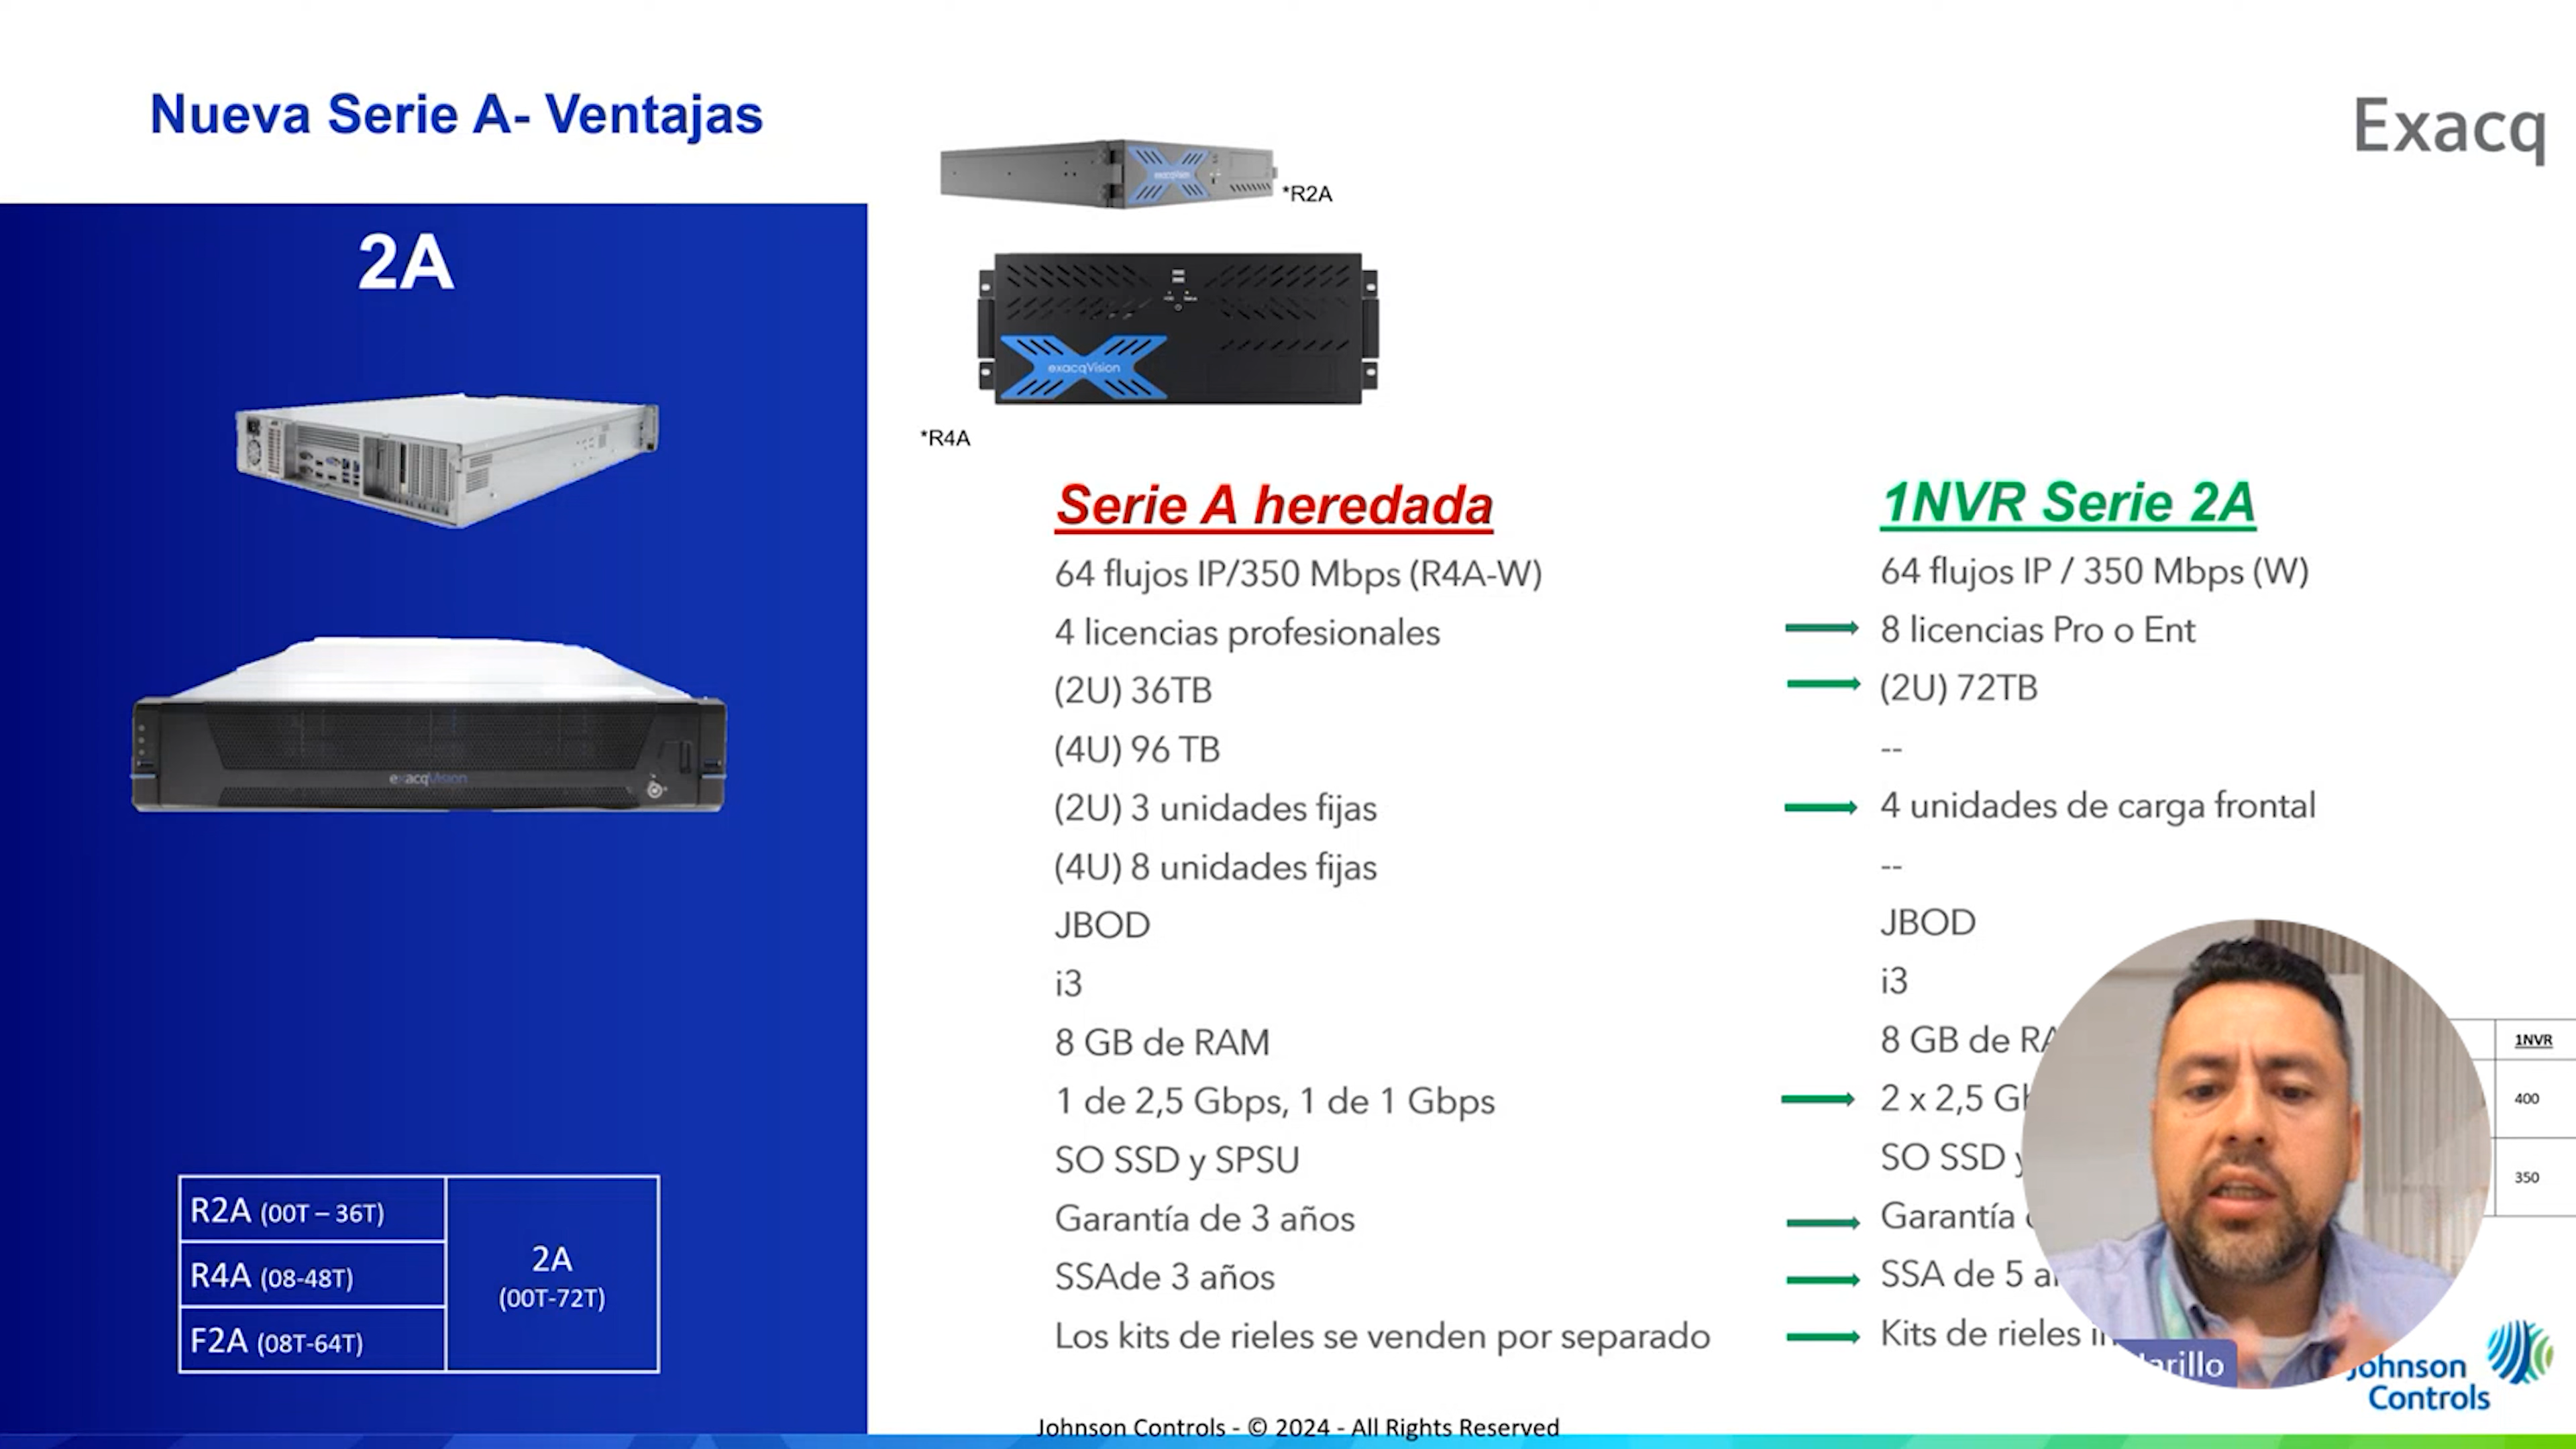 Nueva Serie A- Ventajas
Exacq
2A
exacqVision
*R2A
exacqVision
*R4A
exacqVision
R2A (00T – 36T)
R4A (08-48T)
F2A (08T-64T)
2A
(00T-72T)
Serie A heredada
64 flujos IP/350 Mbps (R4A-W)
4 licencias profesionales
(2U) 36TB
(4U) 96 TB
(2U) 3 unidades fijas
(4U) 8 unidades fijas
JBOD
i3
8 GB de RAM
1 de 2,5 Gbps, 1 de 1 Gbps
SO SSD y SPSU
Garantía de 3 años
SSAde 3 años
Los kits de rieles se venden por separado
1NVR Serie 2A
64 flujos IP / 350 Mbps (W)
8 licencias Pro o Ent
(2U) 72TB
--
4 unidades de carga frontal
--
JBOD
i3
8 GB de
2 x 2,5
SO SSD
Garantía
SSA de 5
Kits de rieles
1NVR
400
350
Johnson
Controls
Johnson Controls - © 2024 - All Rights Reserved